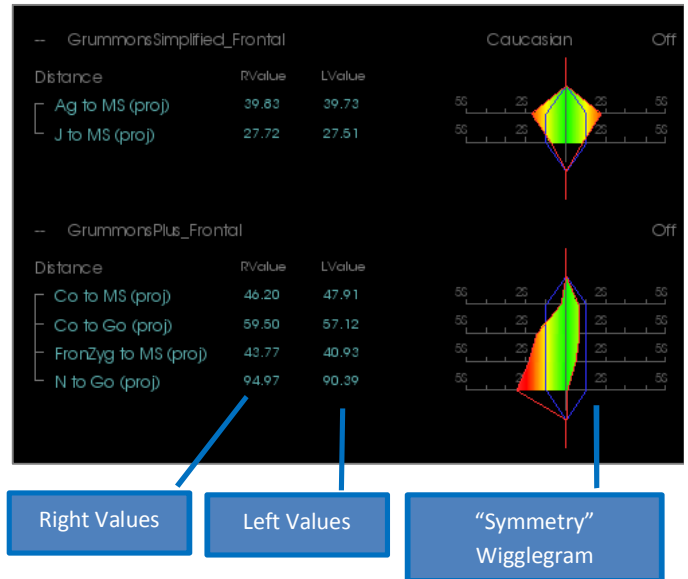 -- GrummonsSimplified_Frontal Caucasian Off
Distance RValue LValue
Ag to MS (proj) 39.83 39.73 5S 2S 2S 5S
J to MS (proj) 27.72 27.51 5S 2S 2S 5S
-- GrummonsPlus_Frontal Off
Distance RValue LValue
Co to MS (proj) 46.20 47.91 5S 2S 2S 5S
Co to Go (proj) 59.50 57.12 5S 2S 2S 5S
FronZyg to MS (proj) 43.77 40.93 5S 2S 5S
N to Go (proj) 94.97 90.39 5S 2S 5S
Right Values
Left Values
“Symmetry”
Wigglegram